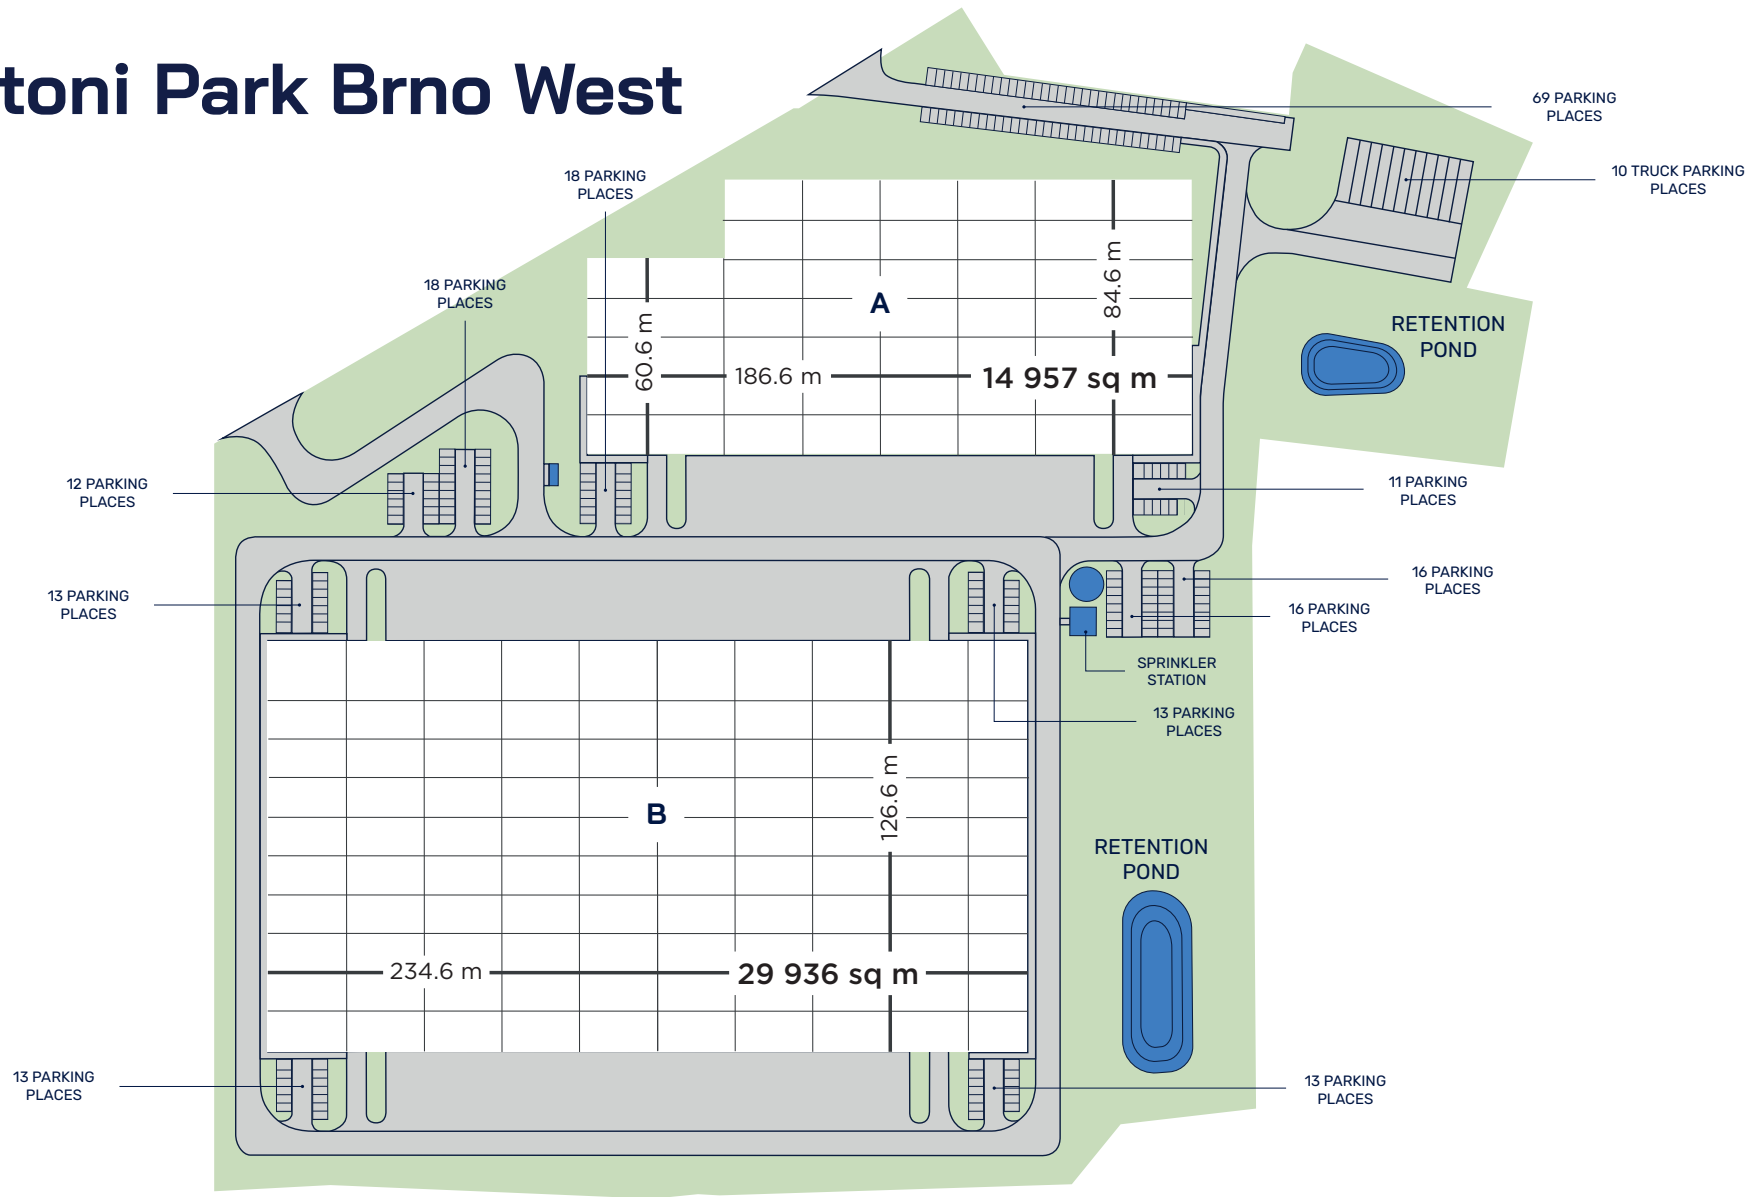 toni Park Brno West
69 PARKING
PLACES
10 TRUCK PARKING
PLACES
18 PARKING
PLACES
18 PARKING
PLACES
A
84.6 m
60.6 m
186.6 m
14 957 sq m
RETENTION
POND
12 PARKING
PLACES
11 PARKING
PLACES
13 PARKING
PLACES
16 PARKING
PLACES
16 PARKING
PLACES
SPRINKLER
STATION
13 PARKING
PLACES
B
126.6 m
234.6 m
29 936 sq m
RETENTION
POND
13 PARKING
PLACES
13 PARKING
PLACES